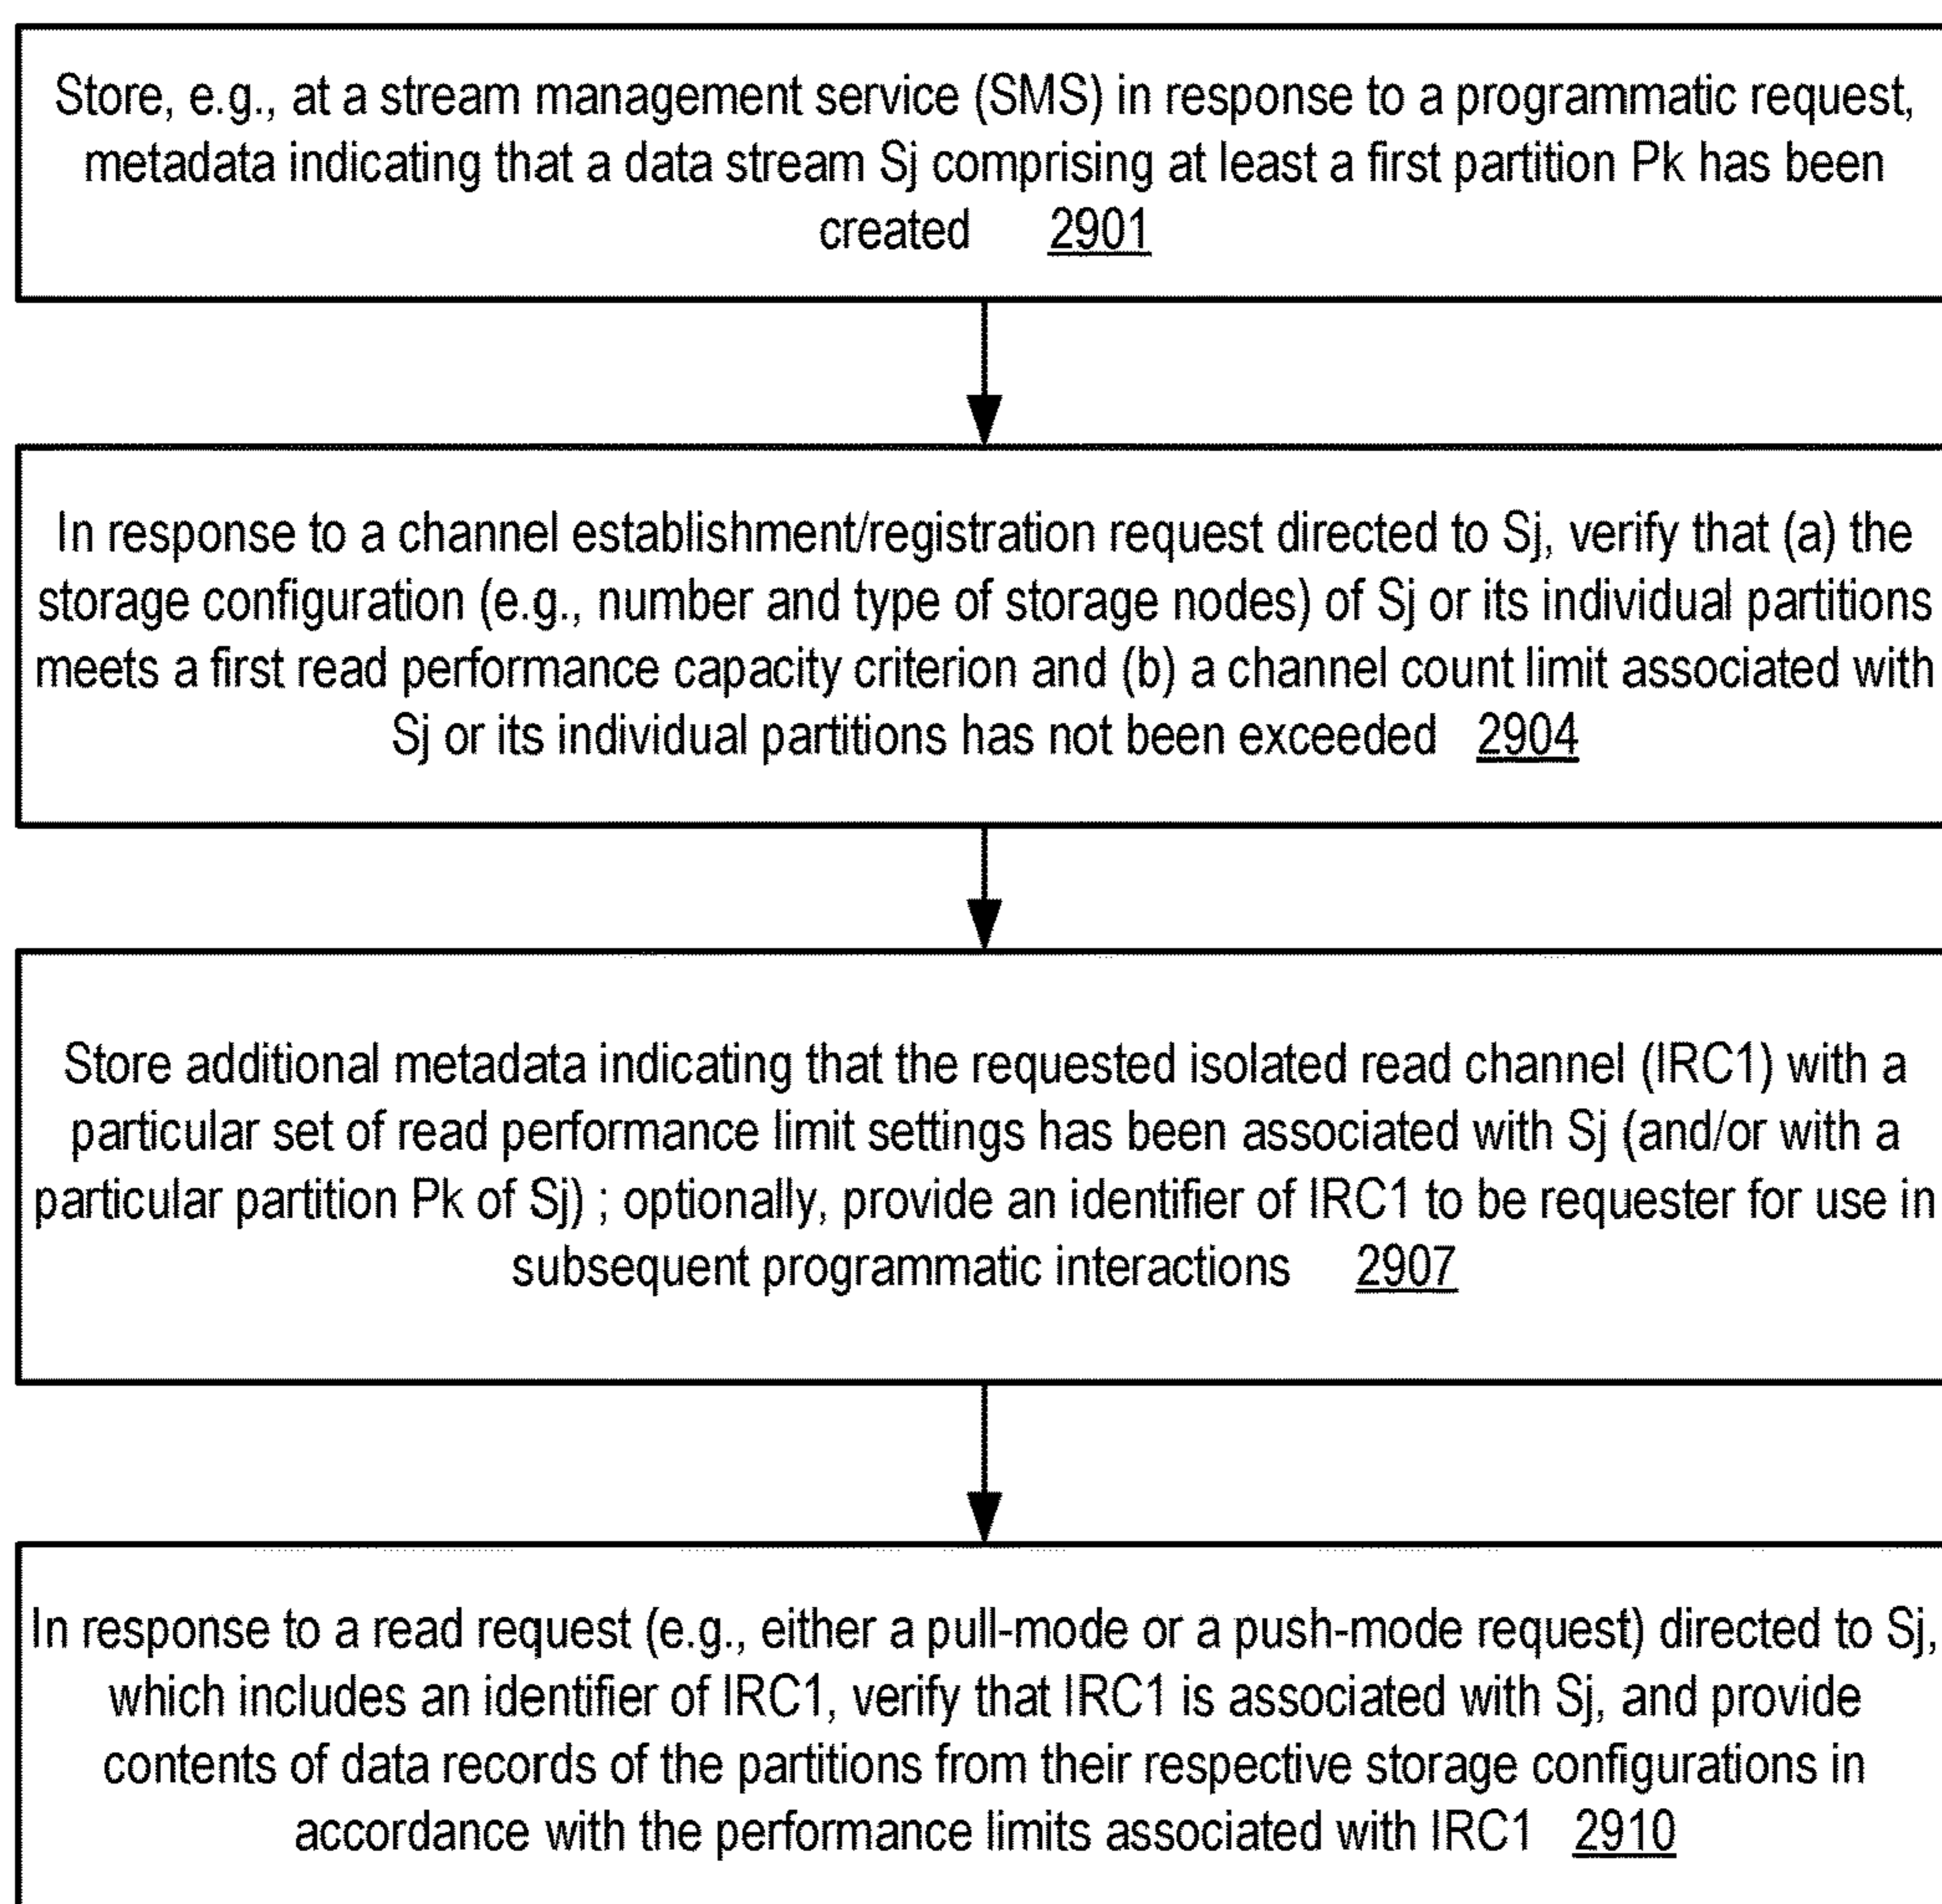 Store, e.g., at a stream management service (SMS) in response to a programmatic request,
metadata indicating that a data stream Sj comprising at least a first partition Pk has been
created 2901
In response to a channel establishment/registration request directed to Sj, verify that (a) the
storage configuration (e.g., number and type of storage nodes) of Sj or its individual partitions
meets a first read performance capacity criterion and (b) a channel count limit associated with
Sj or its individual partitions has not been exceeded 2904
Store additional metadata indicating that the requested isolated read channel (IRC1) with a
particular set of read performance limit settings has been associated with Sj (and/or with a
particular partition Pk of Sj) ; optionally, provide an identifier of IRC1 to be requester for use in
subsequent programmatic interactions 2907
In response to a read request (e.g., either a pull-mode or a push-mode request) directed to Sj,
which includes an identifier of IRC1, verify that IRC1 is associated with Sj, and provide
contents of data records of the partitions from their respective storage configurations in
accordance with the performance limits associated with IRC1 2910